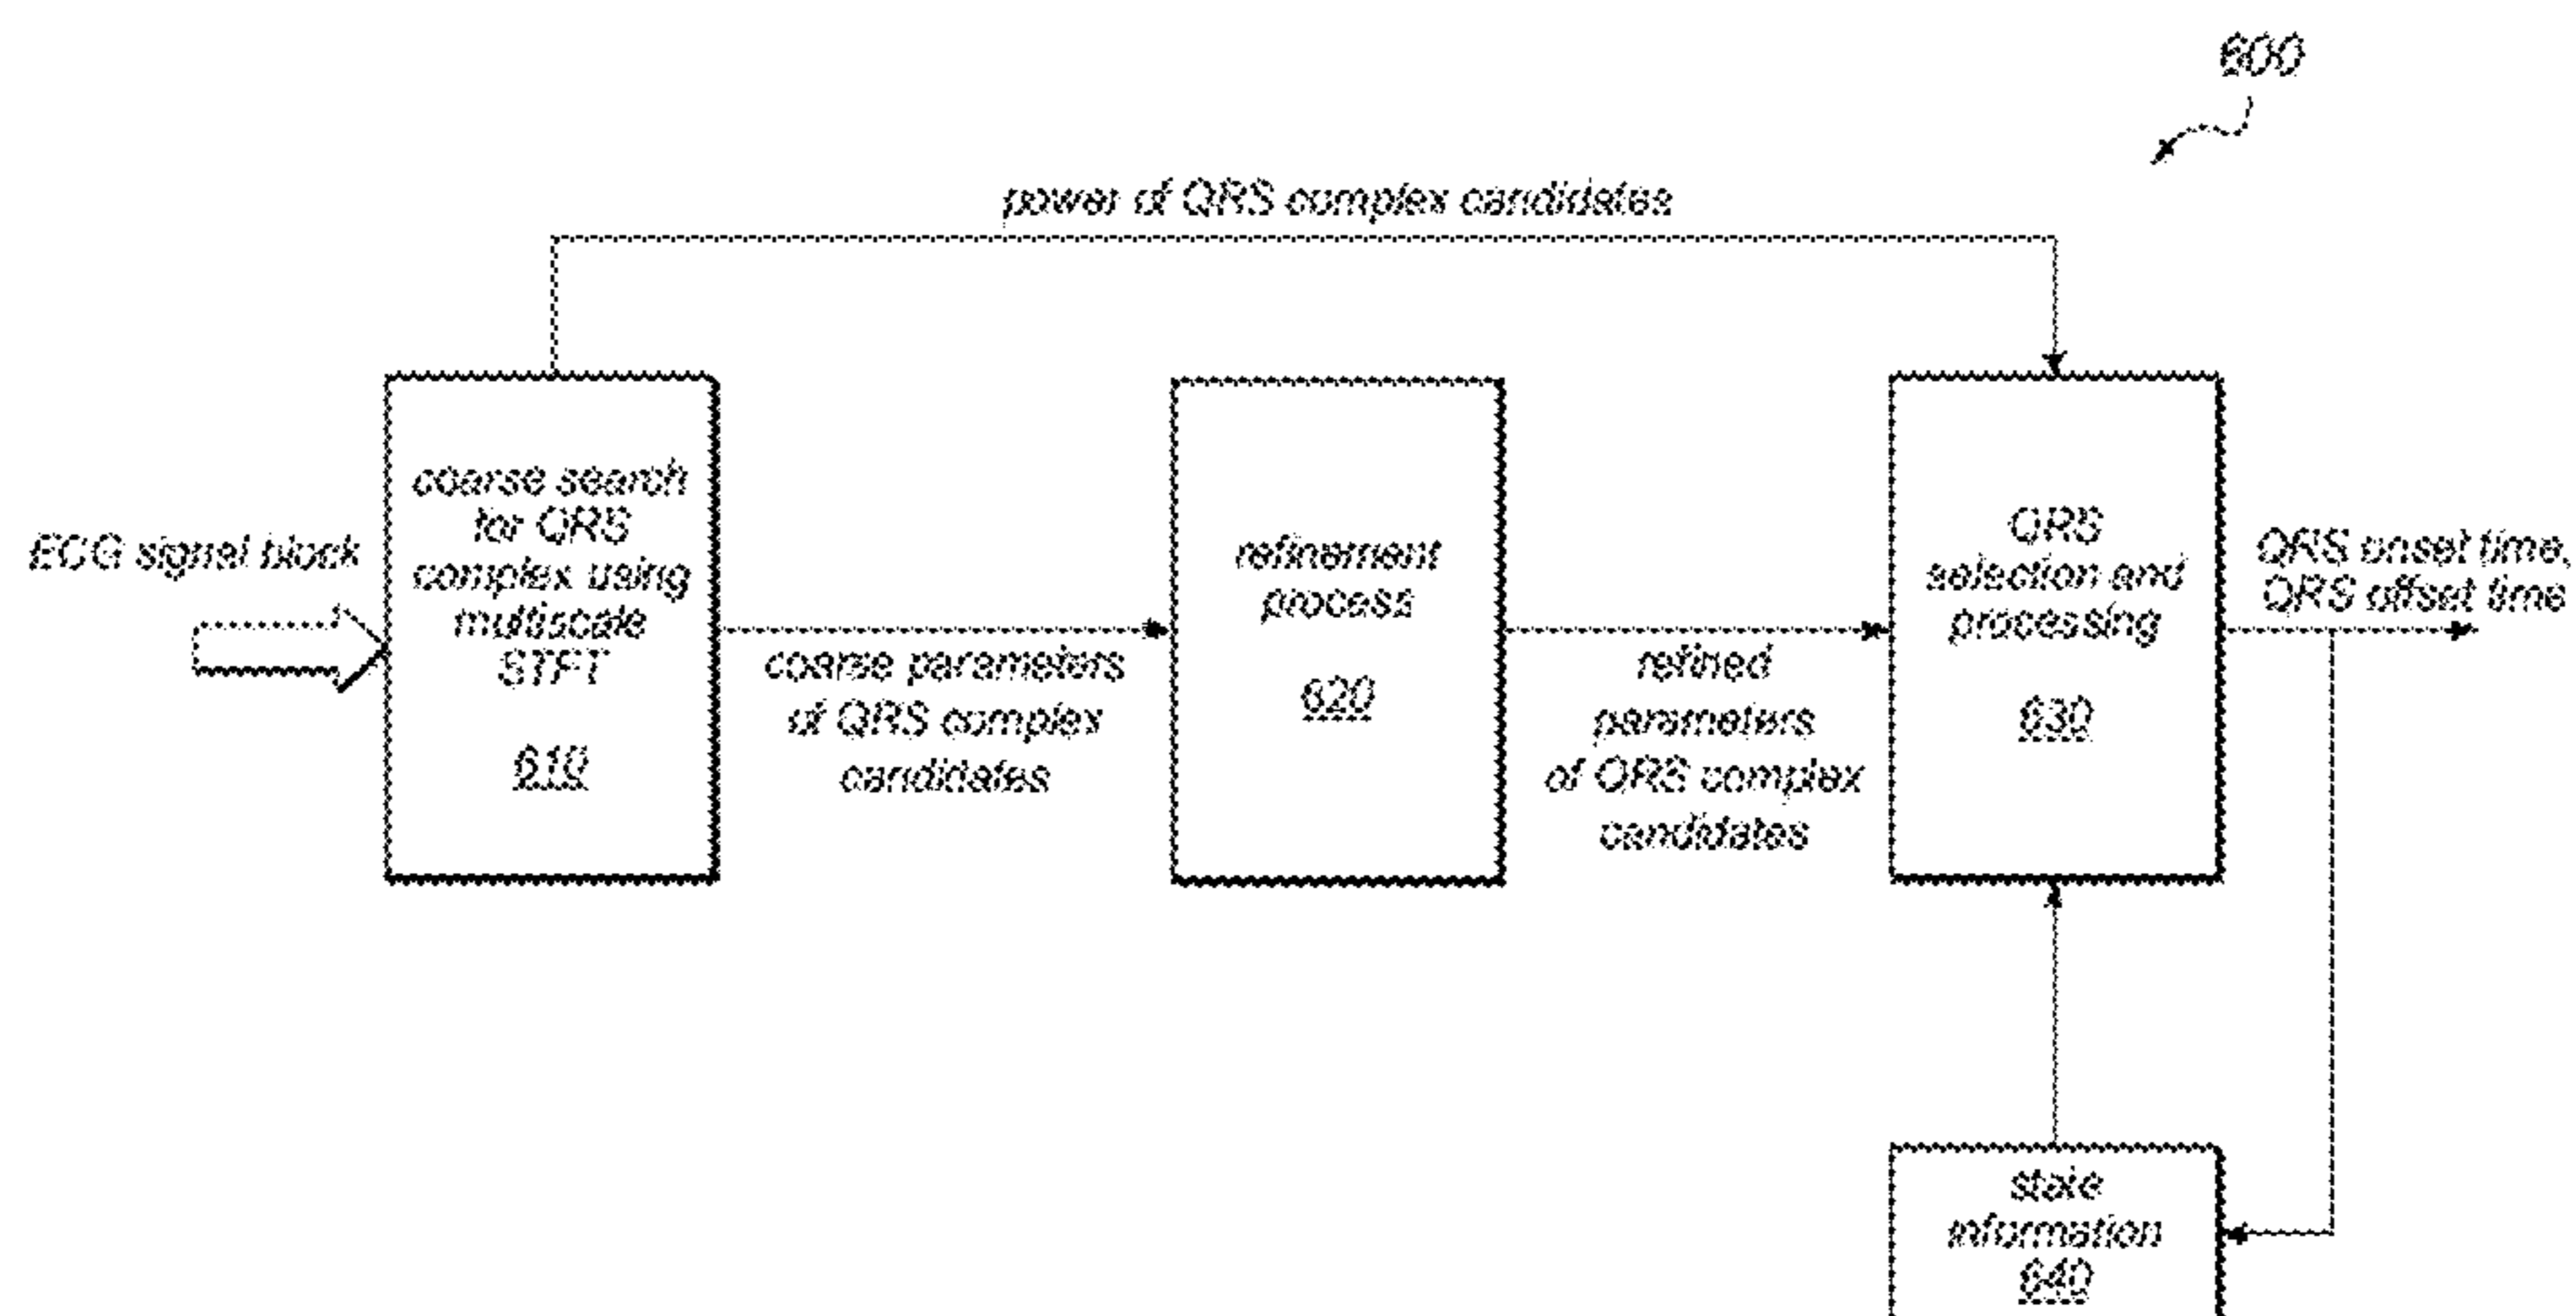 600
power of QRS complex candidates
ECG signal block
coarse search
for QRS
complex using
multiscale
STFT
610
coarse parameters
of QRS complex
candidates
refinement
process
620
refined
parameters
of QRS complex
candidates
QRS
selection and
processing
630
QRS onset time,
QRS offset time
state
information
640